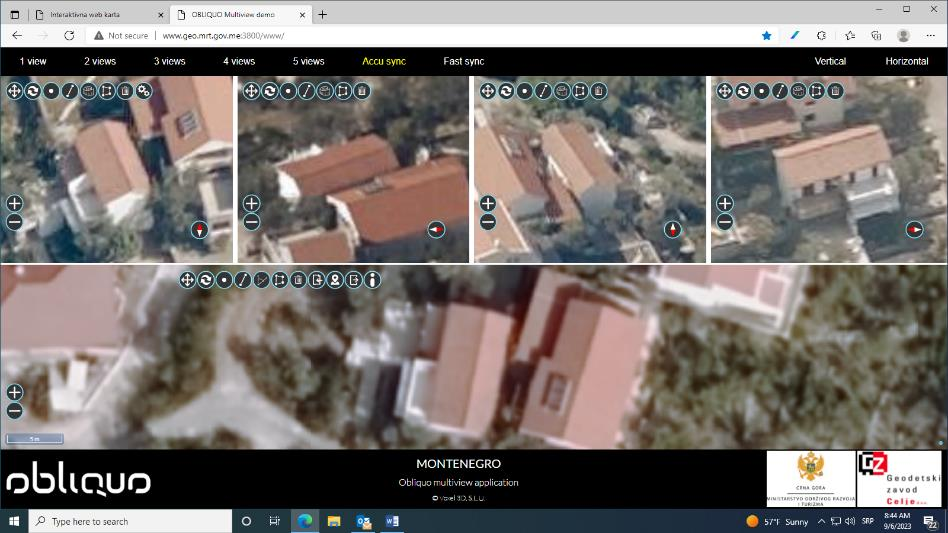 Interaktivna web karta
OBLIQUO Multiview demo
Not secure
www.geo.mrt.gov.me:3800/www/
1 view
2 views
3 views
4 views
5 views
Accu sync
Fast sync
Vertical
Horizontal
5 m
obliquo
MONTENEGRO
Obliquo multiview application
© Voxel 3D, S.L.U.
CRNA GORA
MINISTARSTVO ODRŽIVOG RAZVOJA
I TURIZMA
GZ
Geodetski
zavod
Celje
Type here to search
57°F Sunny
SRP
8:44 AM
9/6/2023
22